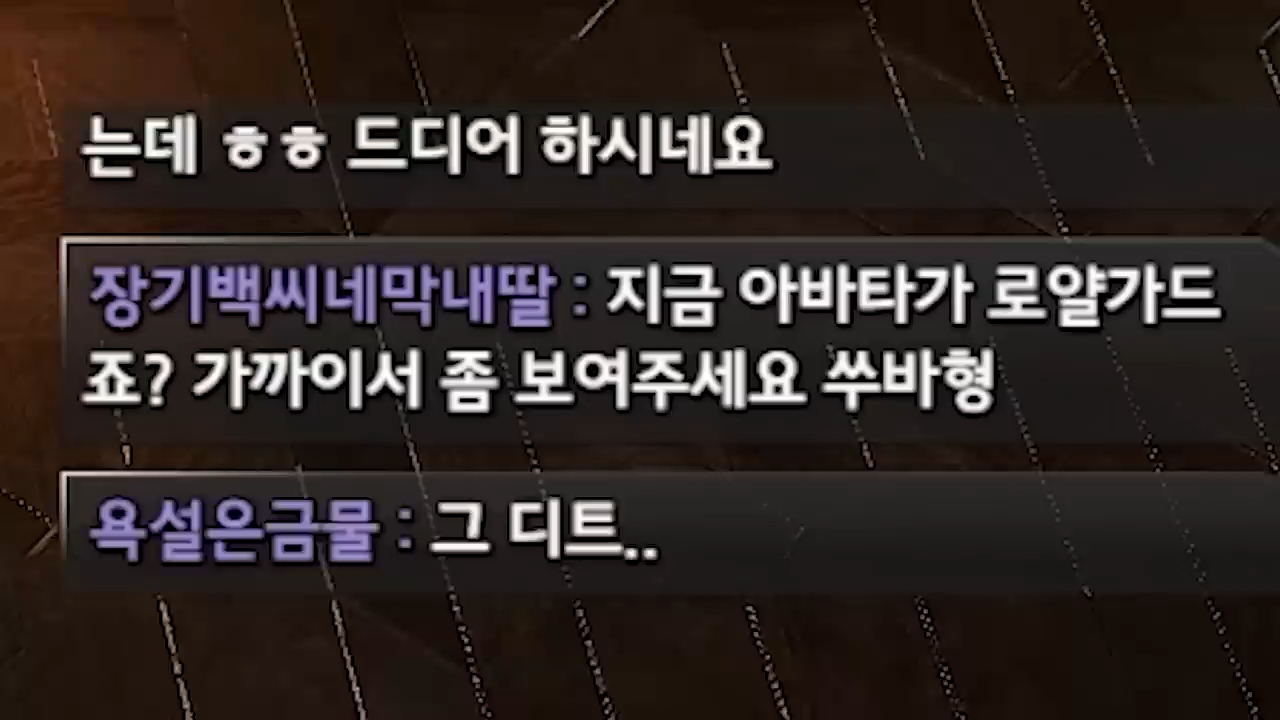 는데 ㅎㅎ 드디어 하시네요
장기백씨네막내딸 : 지금 아바타가 로얄가드
죠? 가까이서 좀 보여주세요 쑤바형
욕설은금물 : 그 디트..